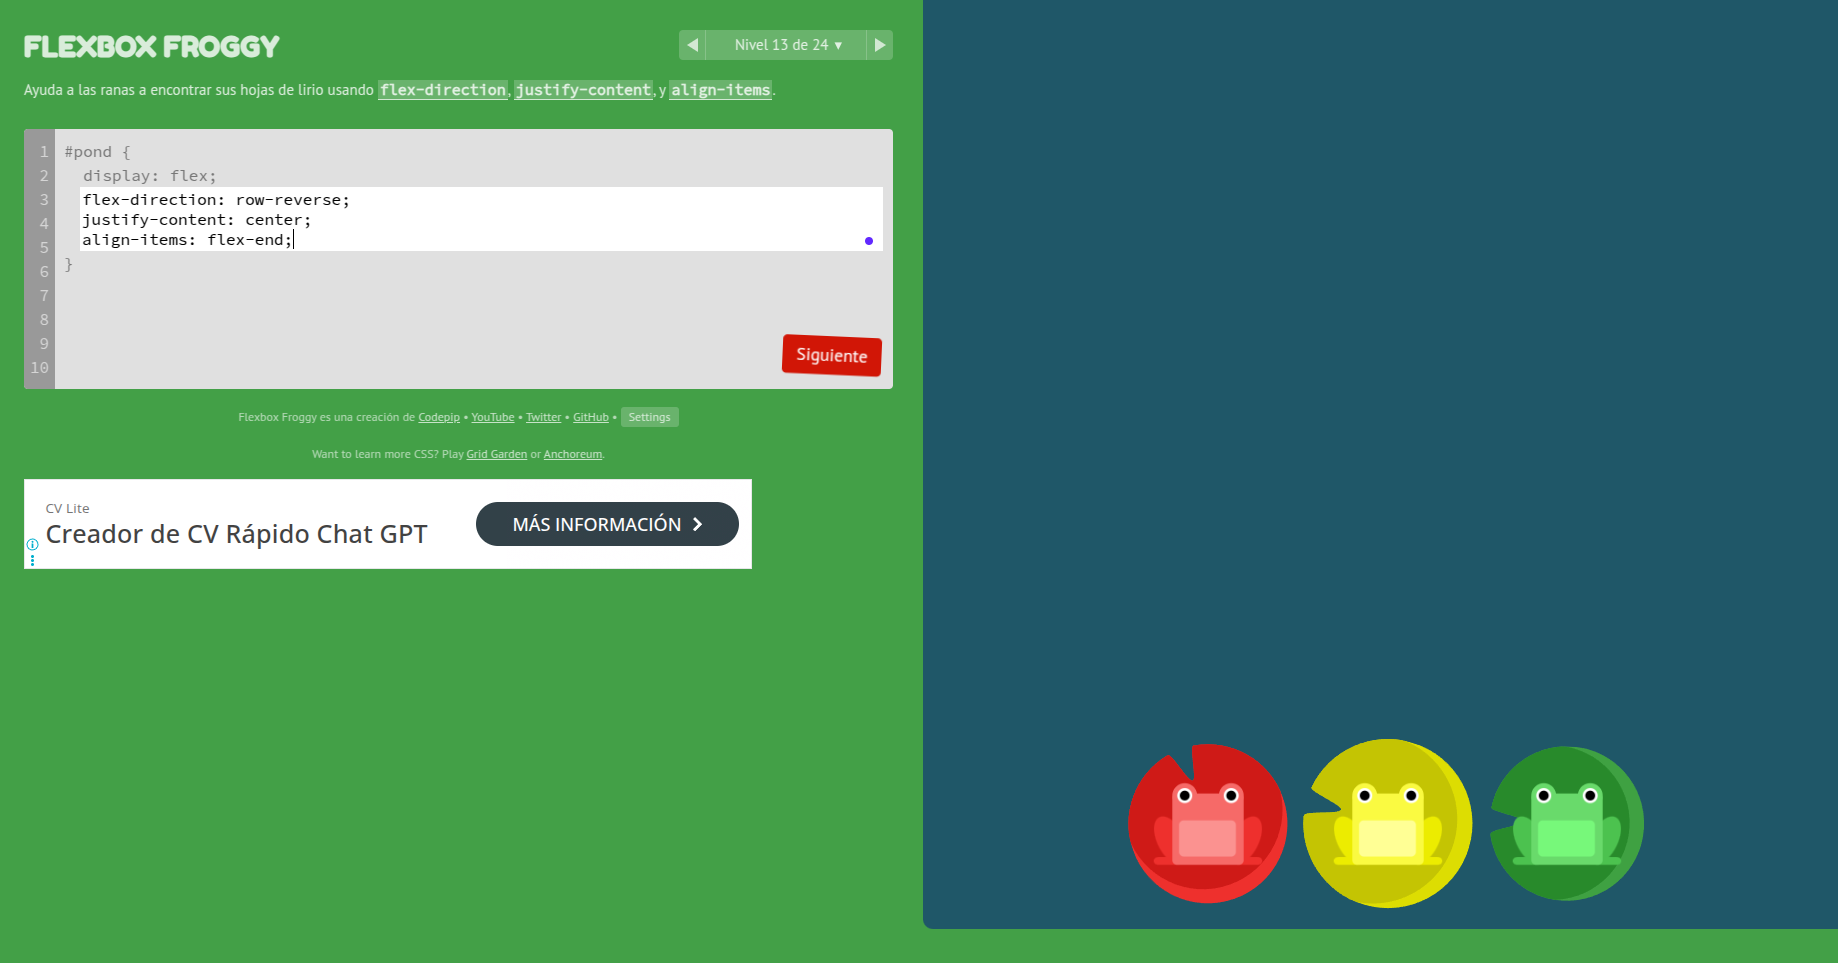 FLEXBOX FROGGY
◀ Nivel 13 de 24 ▼ ▶
Ayuda a las ranas a encontrar sus hojas de lirio usando flex-direction, justify-content, y align-items.
1 #pond {
2 display: flex;
3 flex-direction: row-reverse;
4 justify-content: center;
5 align-items: flex-end;
6 }
7
8
9
10
Siguiente
Flexbox Froggy es una creación de Codepip • YouTube • Twitter • GitHub • Settings
Want to learn more CSS? Play Grid Garden or Anchoreum.
CV Lite
Creador de CV Rápido Chat GPT
MÁS INFORMACIÓN